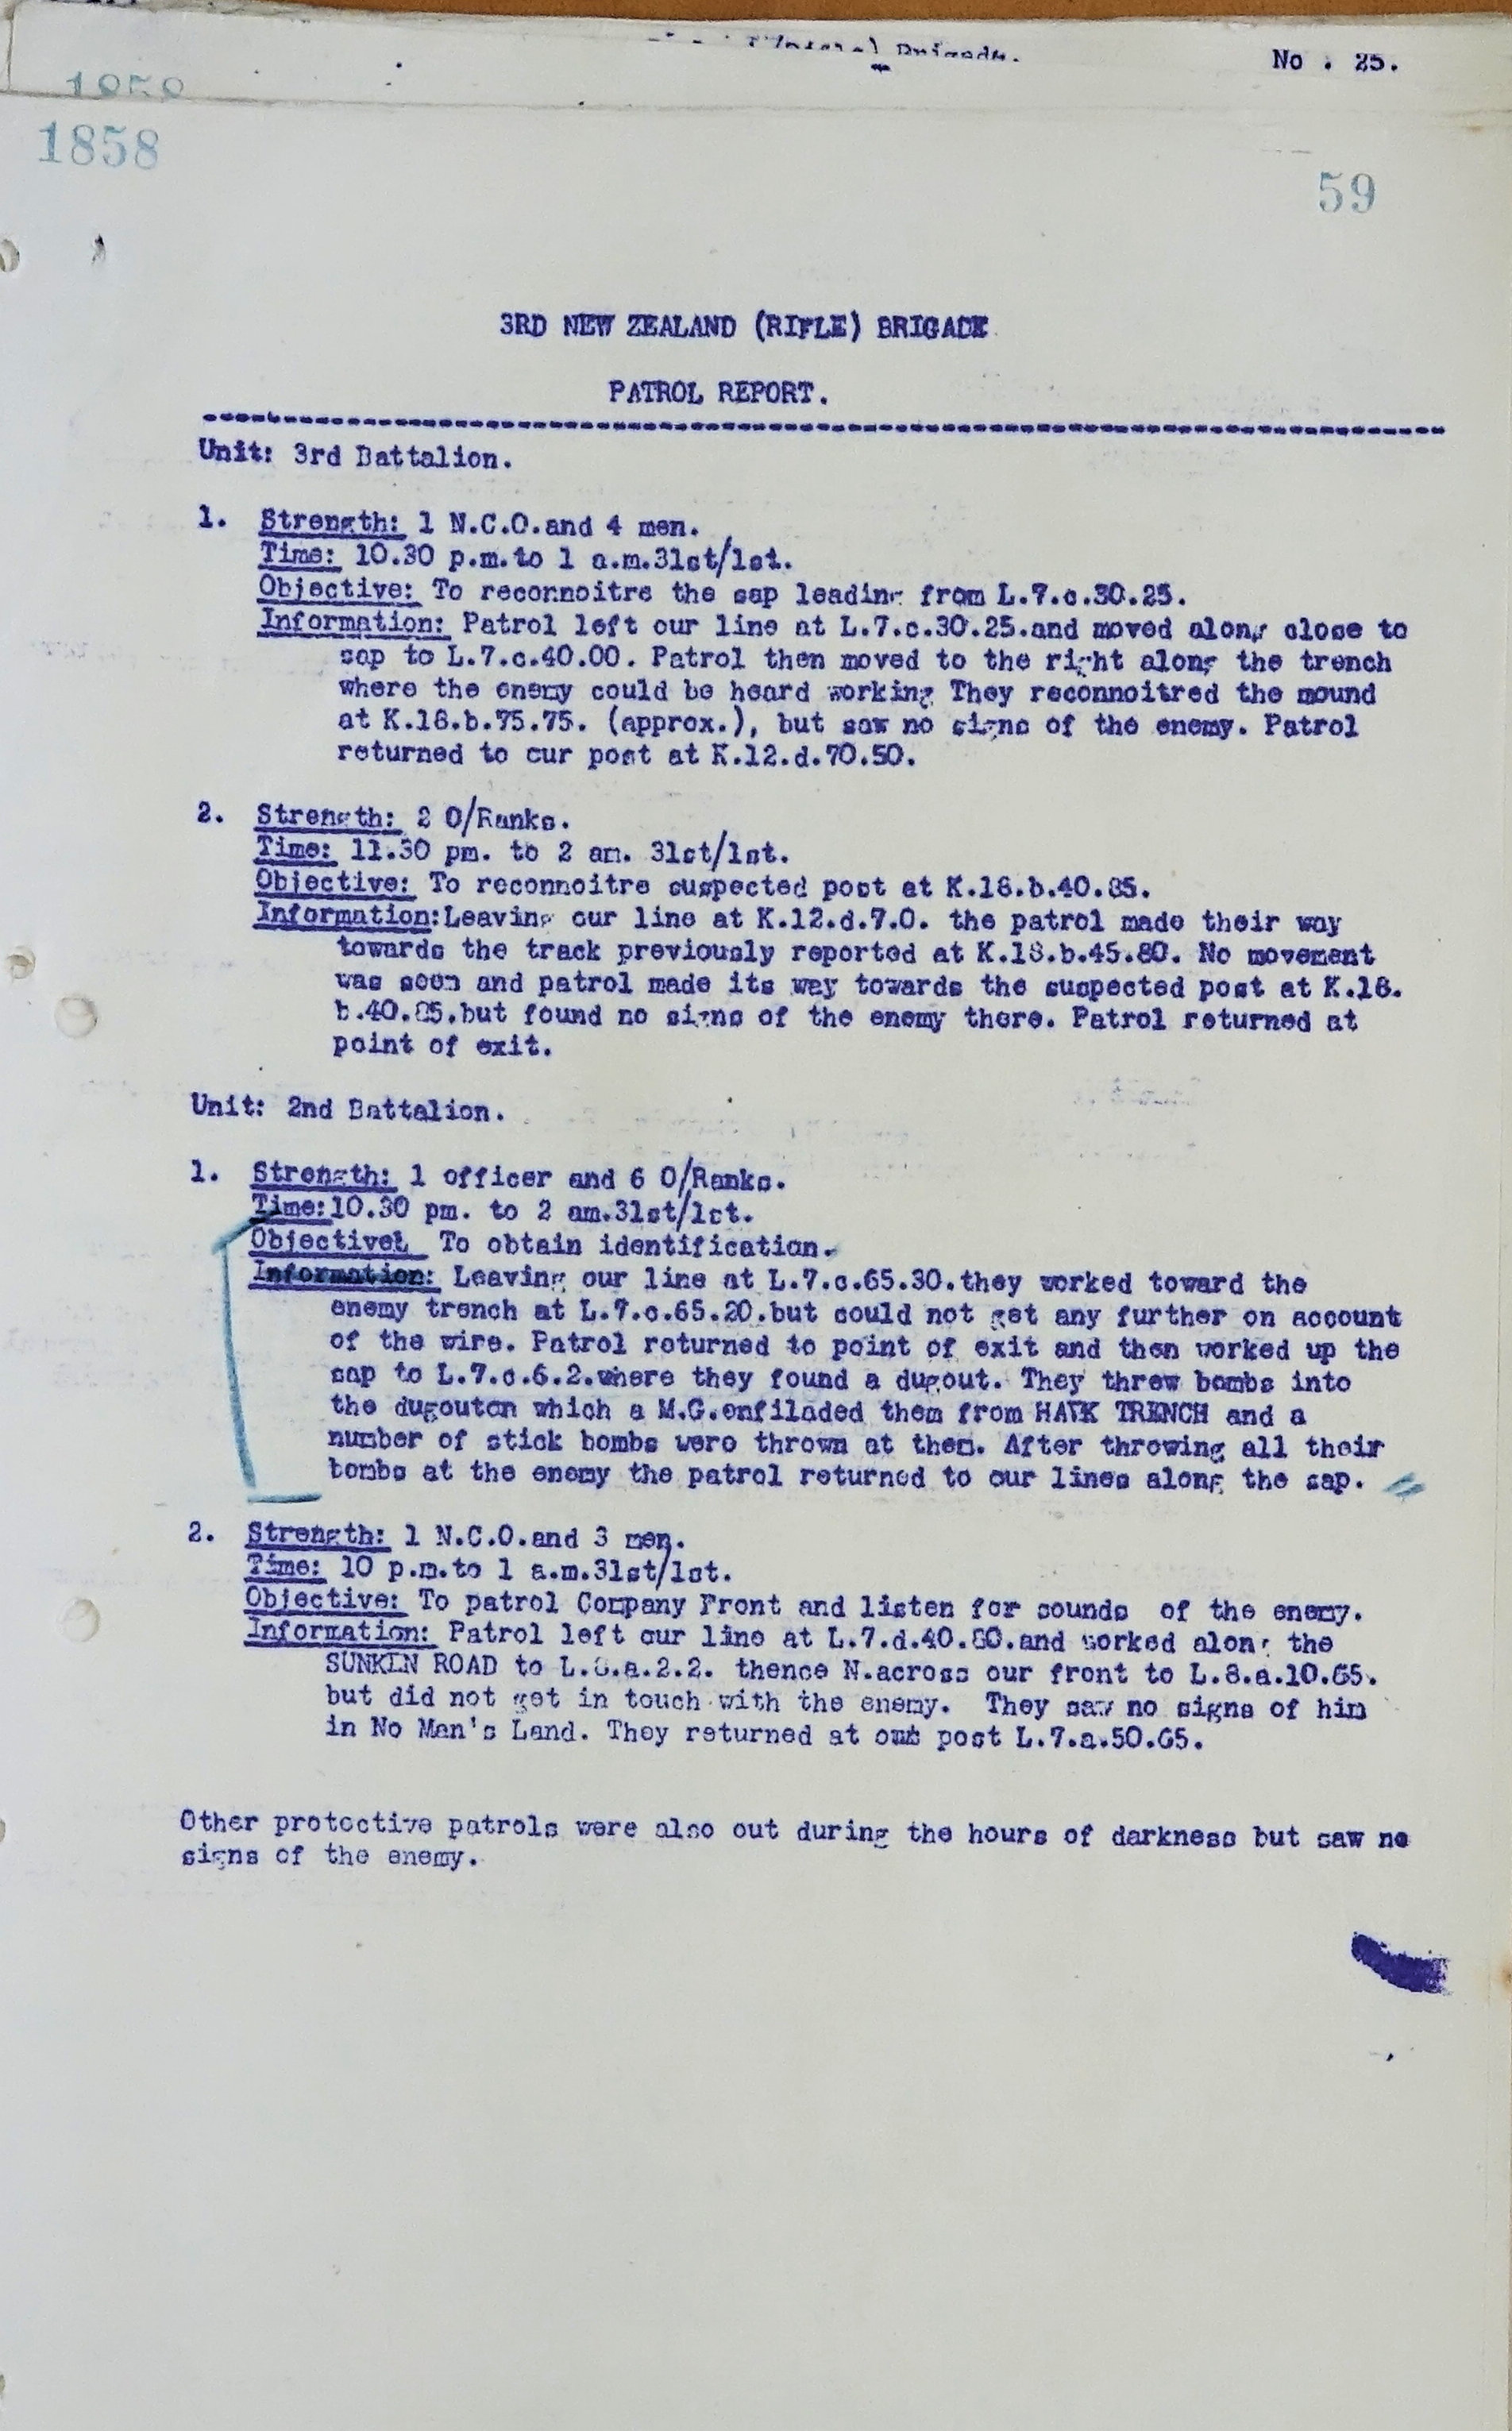 Brigade.
No . 25.
1858
59
3RD NEW ZEALAND (RIFLE) BRIGADE
PATROL REPORT.
Unit: 3rd Battalion.
1. Strength: 1 N.C.O.and 4 men.
Time: 10.30 p.m.to 1 a.m.31st/1st.
Objective: To reconnoitre the sap leading from L.7.c.30.25.
Information: Patrol left our line at L.7.c.30.25.and moved along close to
sap to L.7.c.40.00. Patrol then moved to the right along the trench
where the enemy could be heard working They reconnoitred the mound
at K.18.b.75.75. (approx.), but saw no signs of the enemy. Patrol
returned to our post at K.12.d.70.50.
2. Strength: 2 O/Ranks.
Time: 11.30 pm. to 2 am. 31st/1st.
Objective: To reconnoitre suspected post at K.18.b.40.85.
Information:Leaving our line at K.12.d.7.0. the patrol made their way
towards the track previously reported at K.18.b.45.80. No movement
was seen and patrol made its way towards the suspected post at K.18.
b.40.85.but found no signs of the enemy there. Patrol returned at
point of exit.
Unit: 2nd Battalion.
1. Strength: 1 officer and 6 O/Ranks.
Time:10.30 pm. to 2 am.31st/1st.
Objective: To obtain identification.
Information: Leaving our line at L.7.c.65.30.they worked toward the
enemy trench at L.7.c.65.20.but could not get any further on account
of the wire. Patrol returned to point of exit and then worked up the
sap to L.7.c.6.2.where they found a dugout. They threw bombs into
the dugouton which a M.G.enfiladed them from HAWK TRENCH and a
number of stick bombs were thrown at them. After throwing all their
bombs at the enemy the patrol returned to our lines along the sap.
2. Strength: 1 N.C.O.and 3 men.
Time: 10 p.m.to 1 a.m.31st/1st.
Objective: To patrol Company Front and listen for sounds of the enemy.
Information: Patrol left our line at L.7.d.40.80.and worked along the
SUNKEN ROAD to L.8.a.2.2. thence N.across our front to L.8.a.10.65.
but did not get in touch with the enemy. They saw no signs of him
in No Man's Land. They returned at post L.7.a.50.65.
Other protective patrols were also out during the hours of darkness but saw no
signs of the enemy.